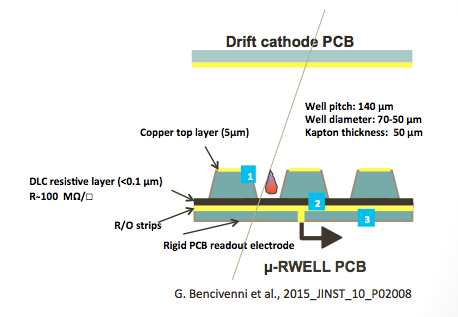 Drift cathode PCB
Well pitch: 140 µm
Well diameter: 70-50 µm
Kapton thickness: 50 µm
Copper top layer (5µm)
1
DLC resistive layer (<0.1 µm)
R~100 MΩ/□
2
3
R/O strips
Rigid PCB readout electrode
µ-RWELL PCB
G. Bencivenni et al., 2015_JINST_10_P02008